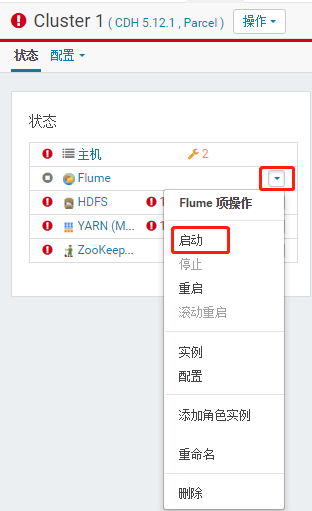 Cluster 1 ( CDH 5.12.1 , Parcel ) 操作
状态 配置
状态
主机 2
Flume
HDFS 1
YARN (M... 1
ZooKeep...
Flume 项操作
启动
停止
重启
滚动重启
实例
配置
添加角色实例
重命名
删除